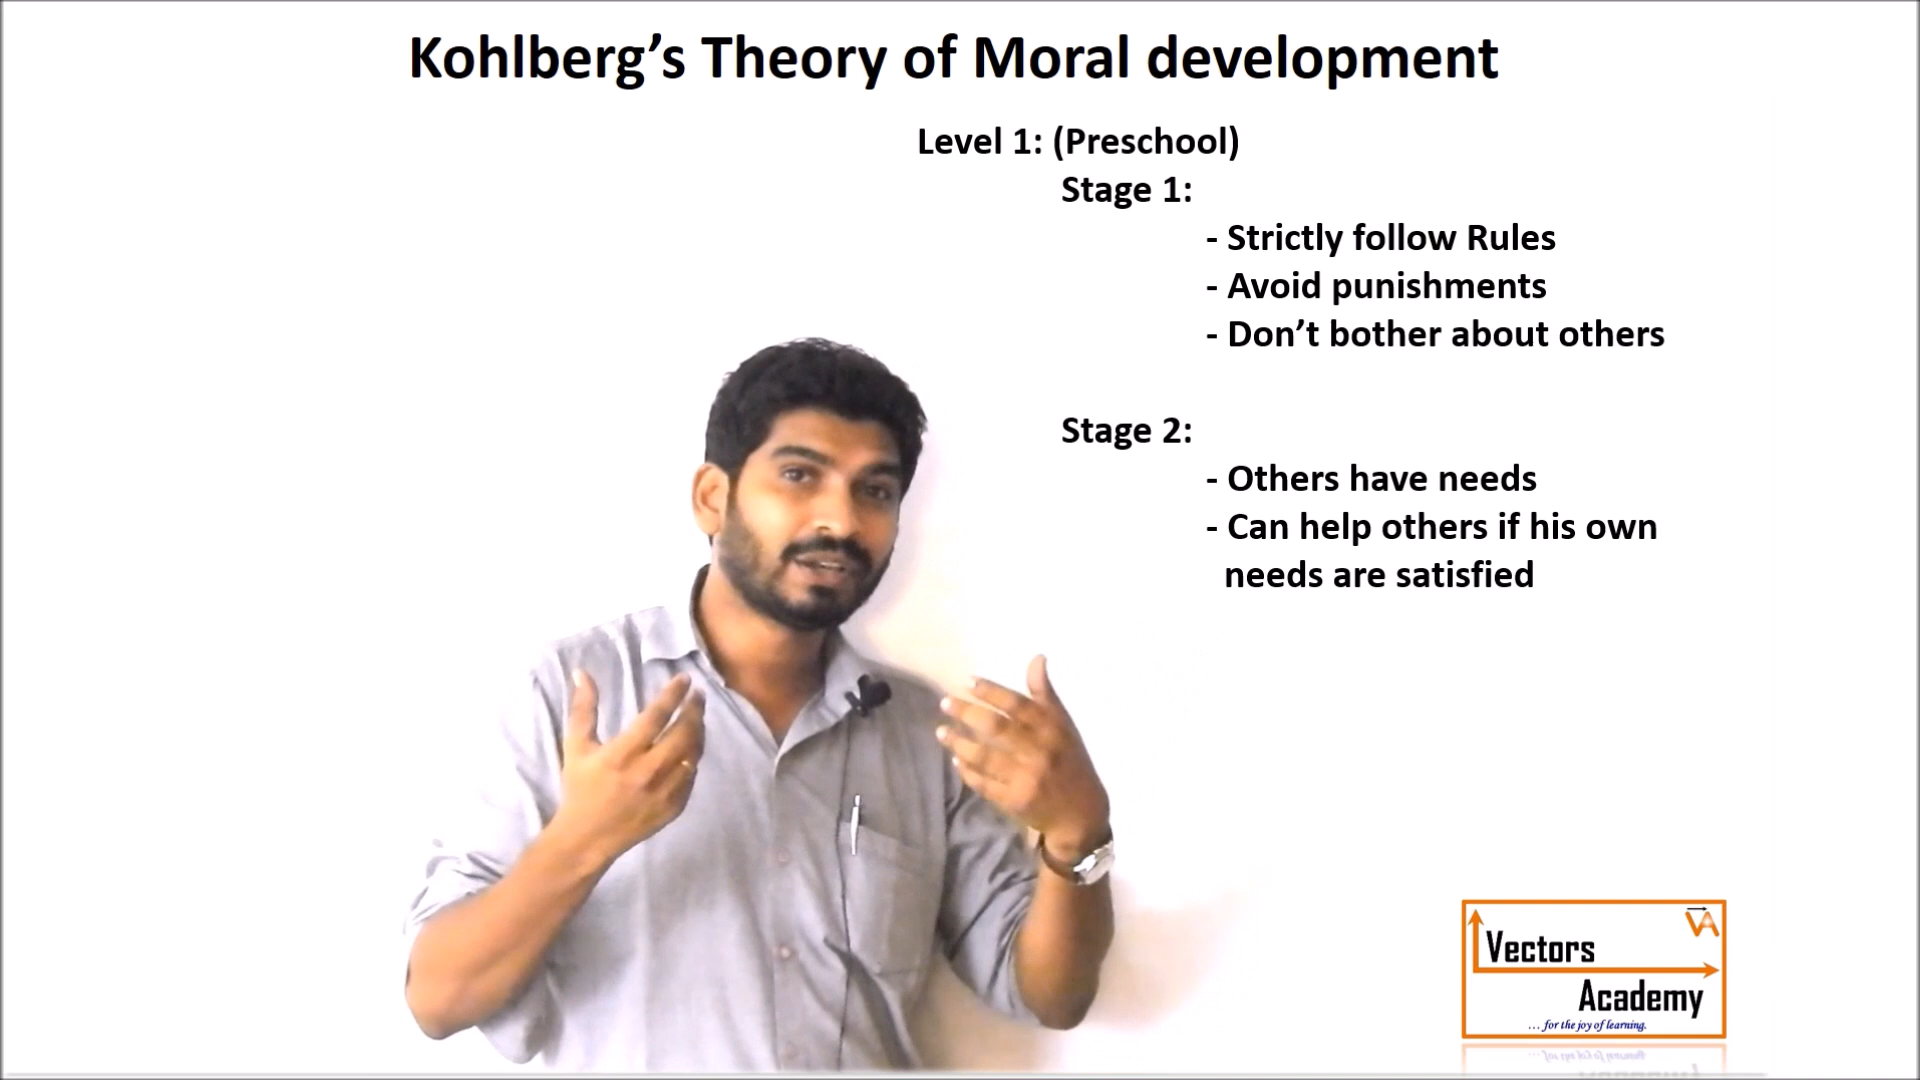 Kohlberg’s Theory of Moral development
Level 1: (Preschool)
Stage 1:
- Strictly follow Rules
- Avoid punishments
- Don’t bother about others
Stage 2:
- Others have needs
- Can help others if his own
needs are satisfied
VA
Vectors
Academy
... for the joy of learning.